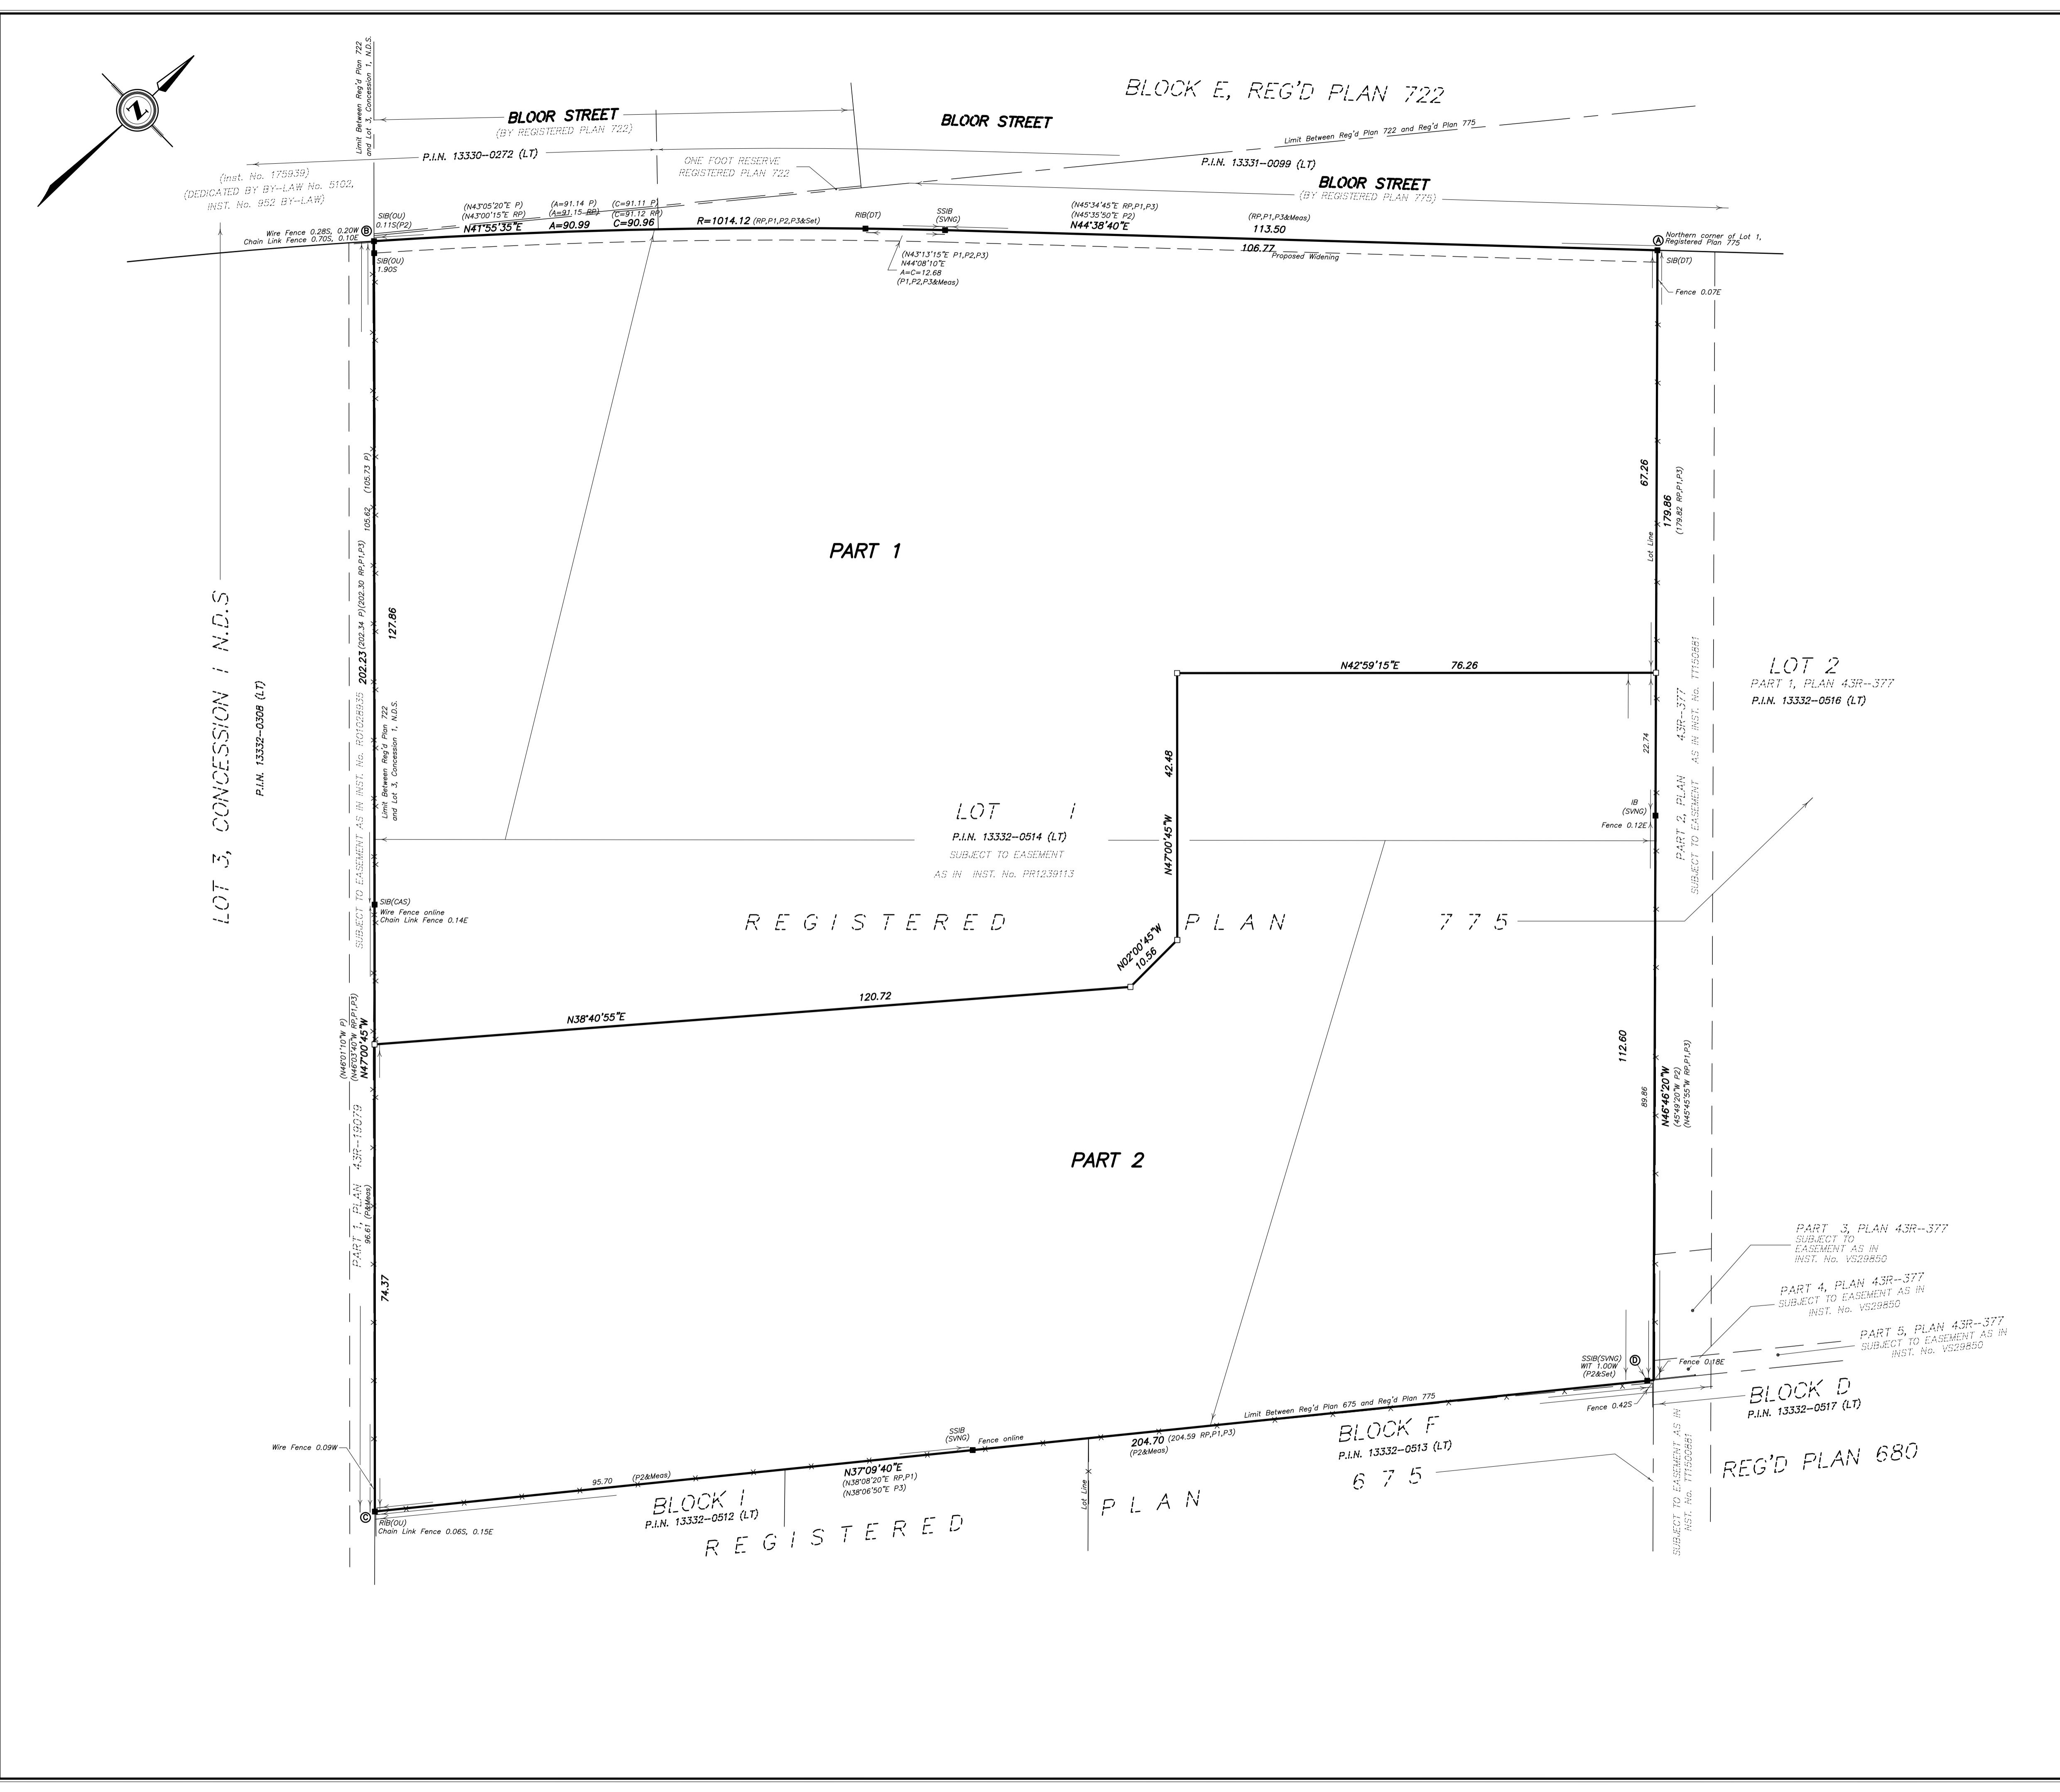 N
Limit Between Reg'd Plan 722
and Lot 3, Concession 1, N.D.S.
BLOOR STREET
(BY REGISTERED PLAN 722)
BLOOR STREET
BLOCK E, REG'D PLAN 722
Limit Between Reg'd Plan 722 and Reg'd Plan 775
P.I.N. 13330-0272 (LT)
ONE FOOT RESERVE
REGISTERED PLAN 722
P.I.N. 13331-0099 (LT)
BLOOR STREET
(BY REGISTERED PLAN 775)
(Inst. No. 175939)
(DEDICATED BY BY-LAW No. 5102,
INST. No. 952 BY-LAW)
Wire Fence 0.28S, 0.20W
Chain Link Fence 0.70S, 0.10E
B
SIB(OU)
0.11S(P2)
SIB(OU)
1.90S
(N43°05'20"E P)
(N43°00'15"E RP)
N41°55'35"E
(A=91.14 P)
(A=91.15 RP)
A=90.99
(C=91.11 P)
(C=91.12 RP)
C=90.96
R=1014.12 (RP,P1,P2,P3&Set)
RIB(DT)
SSIB
(SVNG)
(N43°13'15"E P1,P2,P3)
N44°08'10"E
A=C=12.68
(P1,P2,P3&Meas)
(N45°34'45"E RP,P1,P3)
(N45°35'50"E P2)
N44°38'40"E
(RP,P1,P3&Meas)
113.50
106.77
Proposed Widening
A
Northern corner of Lot 1,
Registered Plan 775
SIB(DT)
Fence 0.07E
LOT 3, CONCESSION 1 N.D.S
P.I.N. 13332-0308 (LT)
105.62 (105.73 P)
202.23 (202.34 P)(202.30 RP,P1,P3)
127.86
SUBJECT TO EASEMENT AS IN INST. No. RO1028935
Limit Between Reg'd Plan 722
and Lot 3, Concession 1, N.D.S.
PART 1
67.26
179.86
(179.82 RP,P1,P3)
Lot Line
N42°59'15"E 76.26
42.48
N47°00'45"W
22.74
PART 2, PLAN 43R-377
SUBJECT TO EASEMENT AS IN INST. No. TT150881
LOT 2
PART 1, PLAN 43R-377
P.I.N. 13332-0516 (LT)
IB
(SVNG)
Fence 0.12E
LOT 1
P.I.N. 13332-0514 (LT)
SUBJECT TO EASEMENT
AS IN INST. No. PR1239113
SIB(CAS)
Wire Fence online
Chain Link Fence 0.14E
REGISTERED PLAN 775
N02°00'45"W
10.56
N38°40'55"E
120.72
(N46°01'10"W P)
(N46°03'40"W RP,P1,P3)
N47°00'45"W
112.60
89.86
N46°46'20"W
(45°49'20"W P2)
(N45°45'55"W RP,P1,P3)
PART 1, PLAN 43R-19079
96.61 (P&Meas)
74.37
PART 2
PART 3, PLAN 43R-377
SUBJECT TO
EASEMENT AS IN
INST. No. VS29850
PART 4, PLAN 43R-377
SUBJECT TO EASEMENT AS IN
INST. No. VS29850
PART 5, PLAN 43R-377
SUBJECT TO EASEMENT AS IN
INST. No. VS29850
SSIB(SVNG)
WIT 1.00W
(P2&Set)
D
Fence 0.18E
Fence 0.42S
BLOCK D
P.I.N. 13332-0517 (LT)
REG'D PLAN 680
SUBJECT TO EASEMENT AS IN
INST. No. TT150881
Limit Between Reg'd Plan 675 and Reg'd Plan 775
204.70 (204.59 RP,P1,P3)
(P2&Meas)
BLOCK F
P.I.N. 13332-0513 (LT)
675
Wire Fence 0.09W
SSIB
(SVNG)
Fence online
N37°09'40"E
(N38°08'20"E RP,P1)
(N38°06'50"E P3)
95.70 (P2&Meas)
Lot Line
C
RIB(OU)
Chain Link Fence 0.06S, 0.15E
BLOCK I
P.I.N. 13332-0512 (LT)
REGISTERED PLAN